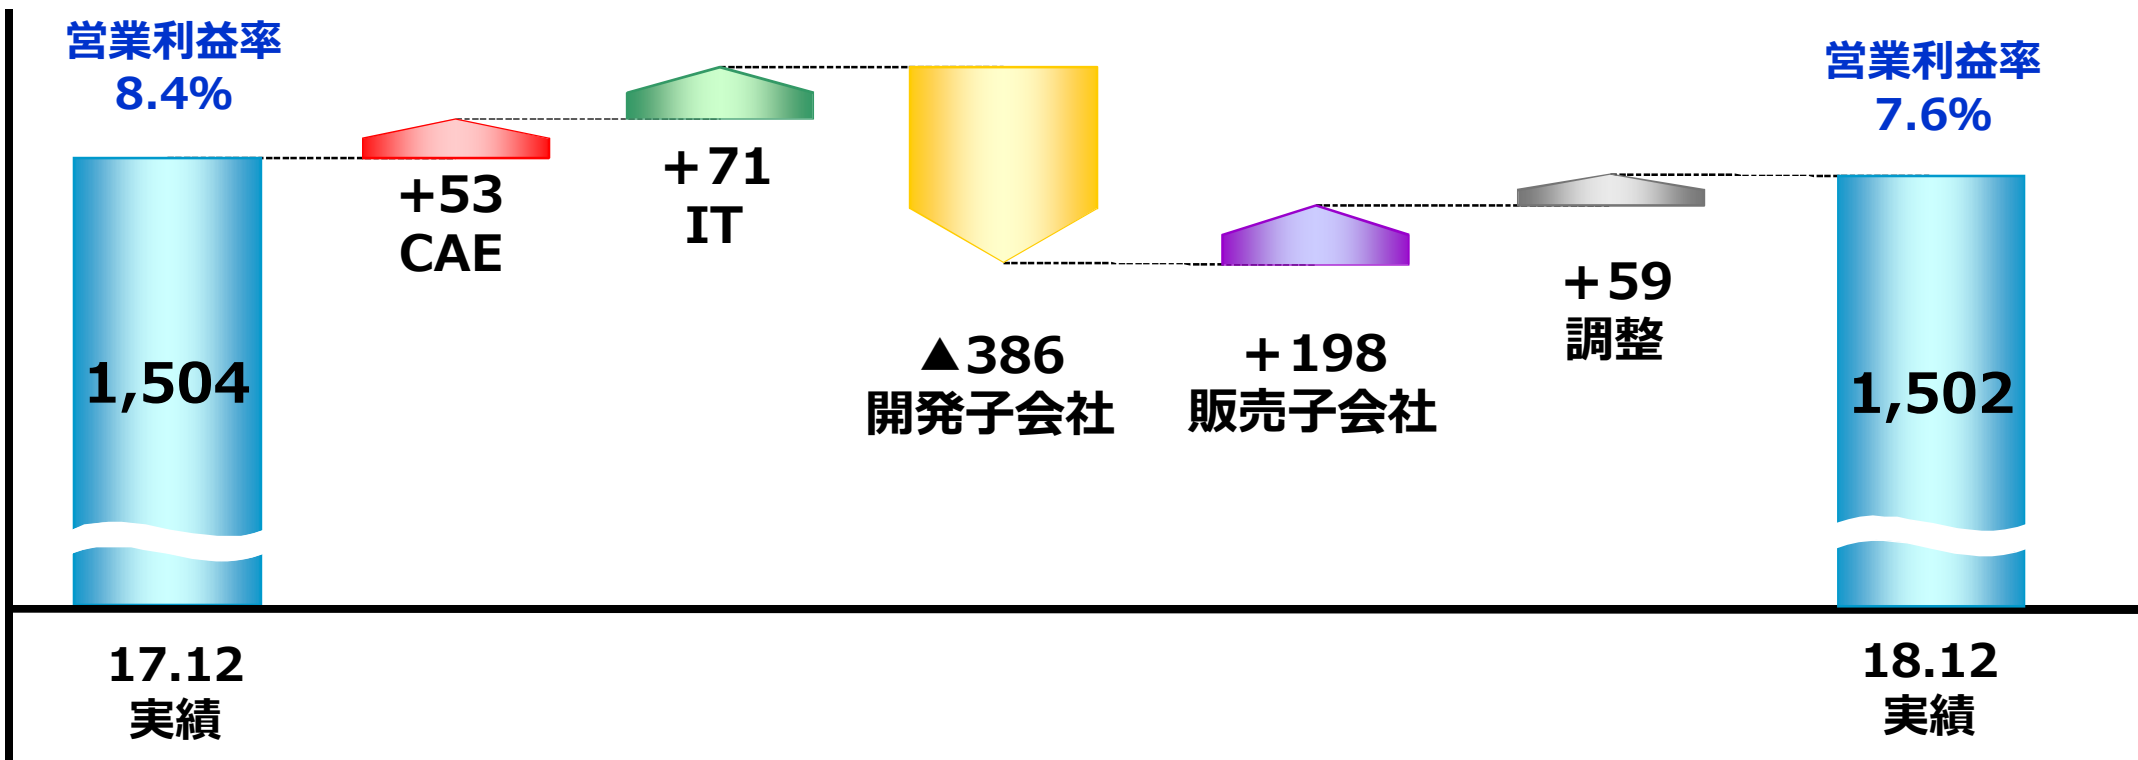 営業利益率
8.4%
1,504
17.12
実績
+53
CAE
+71
IT
▲386
開発子会社
+198
販売子会社
+59
調整
営業利益率
7.6%
1,502
18.12
実績